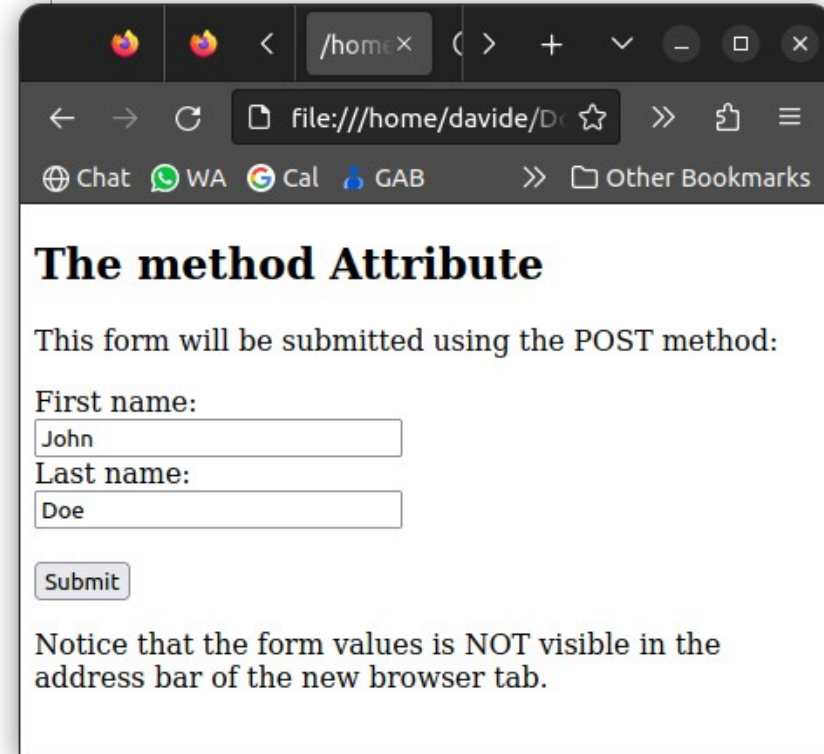 /home
file:///home/davide/Do
Chat WA Cal GAB Other Bookmarks
The method Attribute
This form will be submitted using the POST method:
First name:
John
Last name:
Doe
Submit
Notice that the form values is NOT visible in the
address bar of the new browser tab.